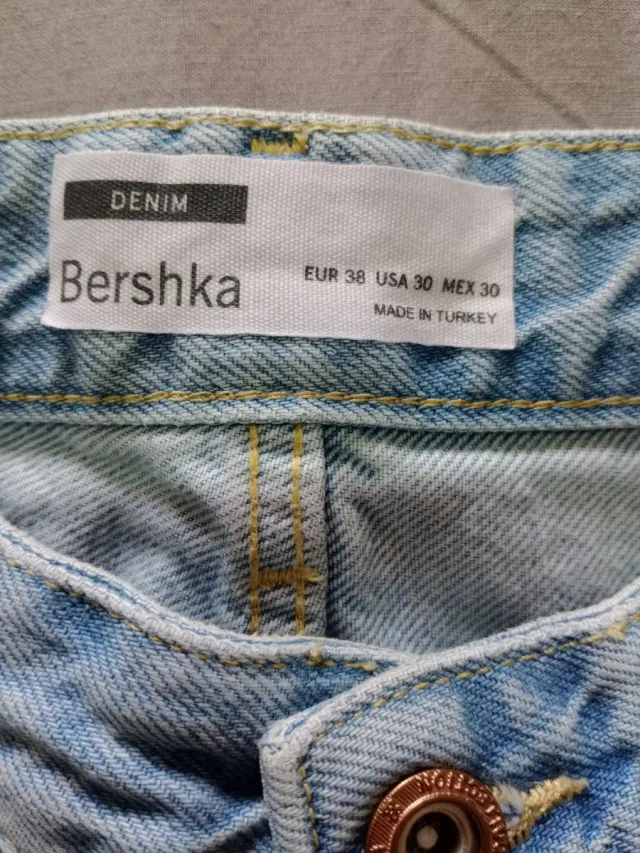 DENIM
Bershka
EUR 38 USA 30 MEX 30
MADE IN TURKEY